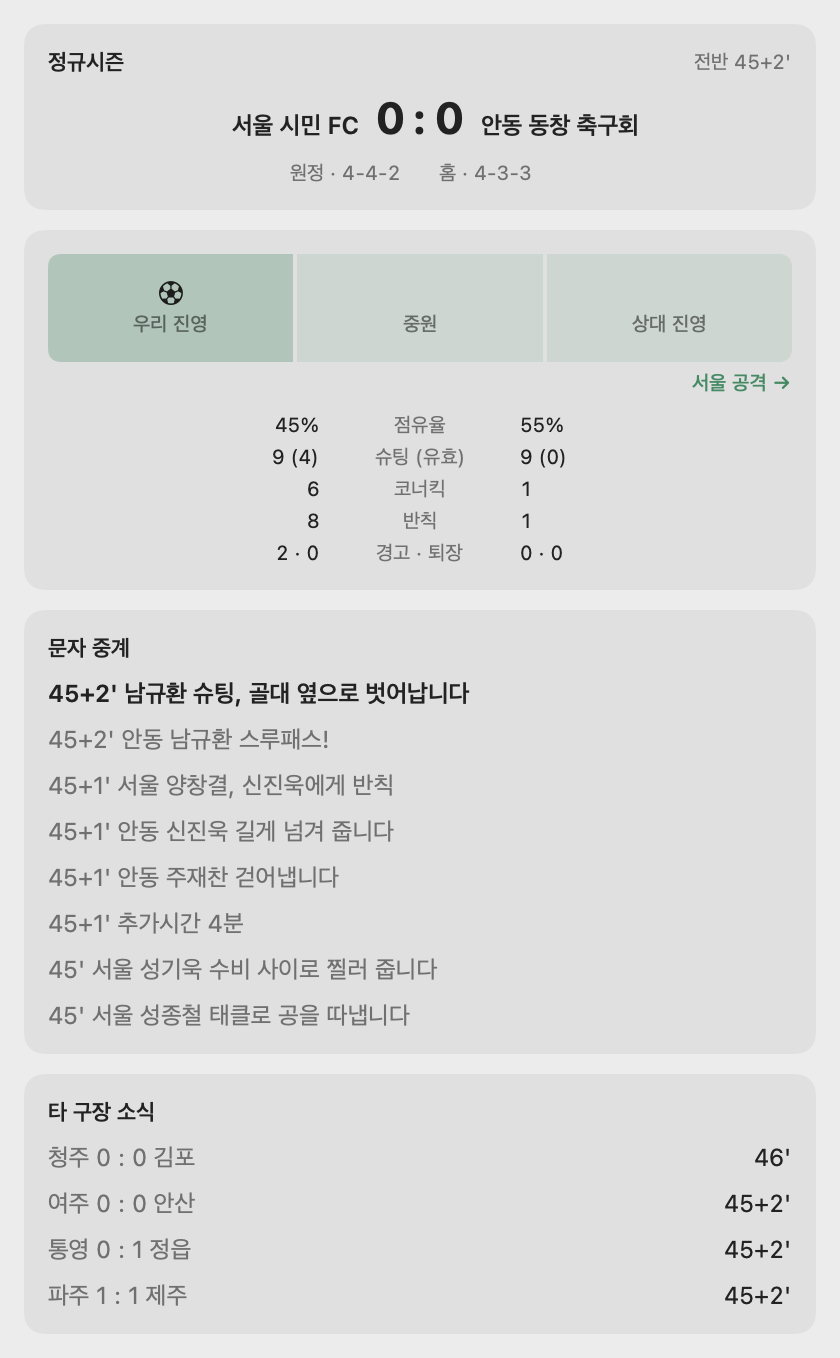 정규시즌 전반 45+2'
서울 시민 FC 0 : 0 안동 동창 축구회
원정 · 4-4-2 홈 · 4-3-3
우리 진영 중원 상대 진영
서울 공격 →
45% 점유율 55%
9 (4) 슈팅 (유효) 9 (0)
6 코너킥 1
8 반칙 1
2 · 0 경고 · 퇴장 0 · 0
문자 중계
45+2' 남규환 슈팅, 골대 옆으로 벗어납니다
45+2' 안동 남규환 스루패스!
45+1' 서울 양창결, 신진욱에게 반칙
45+1' 안동 신진욱 길게 넘겨 줍니다
45+1' 안동 주재찬 걷어냅니다
45+1' 추가시간 4분
45' 서울 성기욱 수비 사이로 찔러 줍니다
45' 서울 성종철 태클로 공을 따냅니다
타 구장 소식
청주 0 : 0 김포 46'
여주 0 : 0 안산 45+2'
통영 0 : 1 정읍 45+2'
파주 1 : 1 제주 45+2'